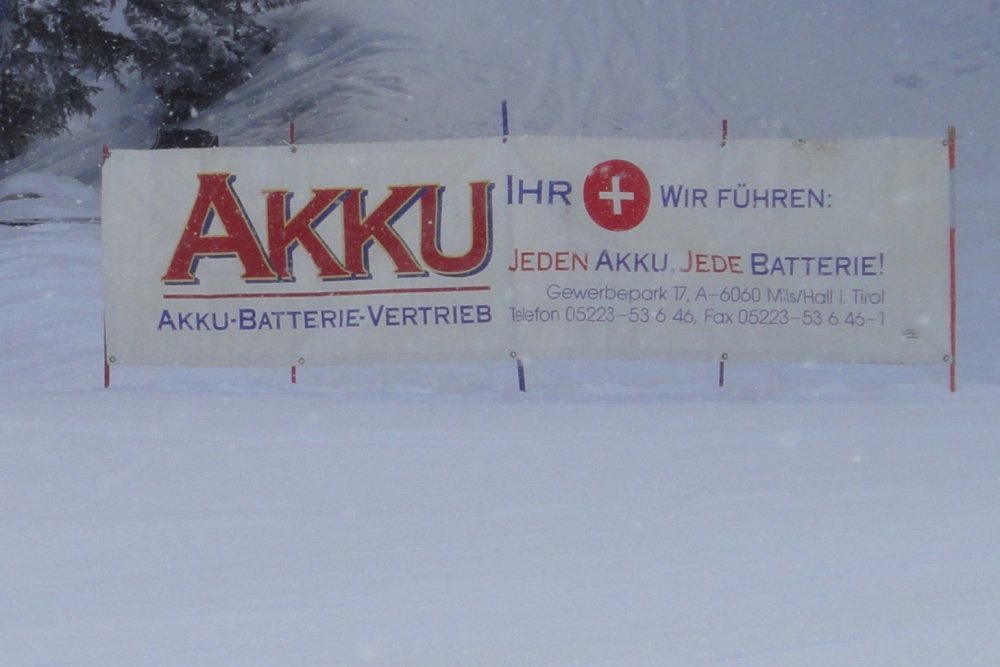 AKKU
AKKU-BATTERIE-VERTRIEB
IHR + WIR FÜHREN:
JEDEN AKKU, JEDE BATTERIE!
Gewerbepark 17, A-6060 Mils/Hall i. Tirol
Telefon 05223-53 6 46, Fax 05223-53 6 46-1